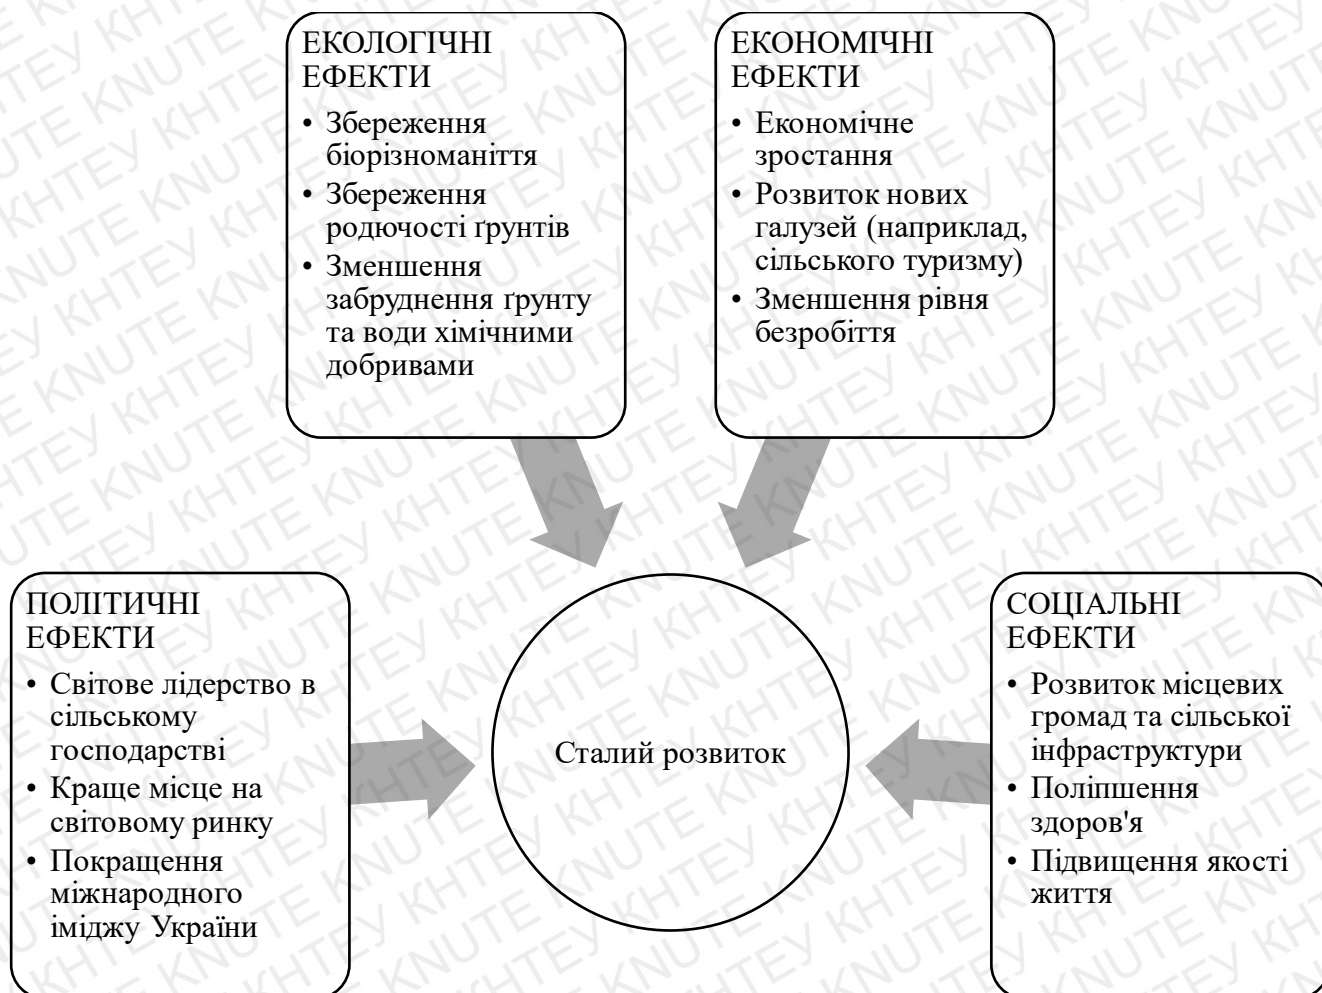 ЕКОЛОГІЧНІ
ЕФЕКТИ
• Збереження
біорізноманіття
• Збереження
родючості ґрунтів
• Зменшення
забруднення ґрунту
та води хімічними
добривами
ЕКОНОМІЧНІ
ЕФЕКТИ
• Економічне
зростання
• Розвиток нових
галузей (наприклад,
сільського туризму)
• Зменшення рівня
безробіття
ПОЛІТИЧНІ
ЕФЕКТИ
• Світове лідерство в
сільському
господарстві
• Краще місце на
світовому ринку
• Покращення
міжнародного
іміджу України
Сталий розвиток
СОЦІАЛЬНІ
ЕФЕКТИ
• Розвиток місцевих
громад та сільської
інфраструктури
• Поліпшення
здоров'я
• Підвищення якості
життя
КНТЕУ KNUTE